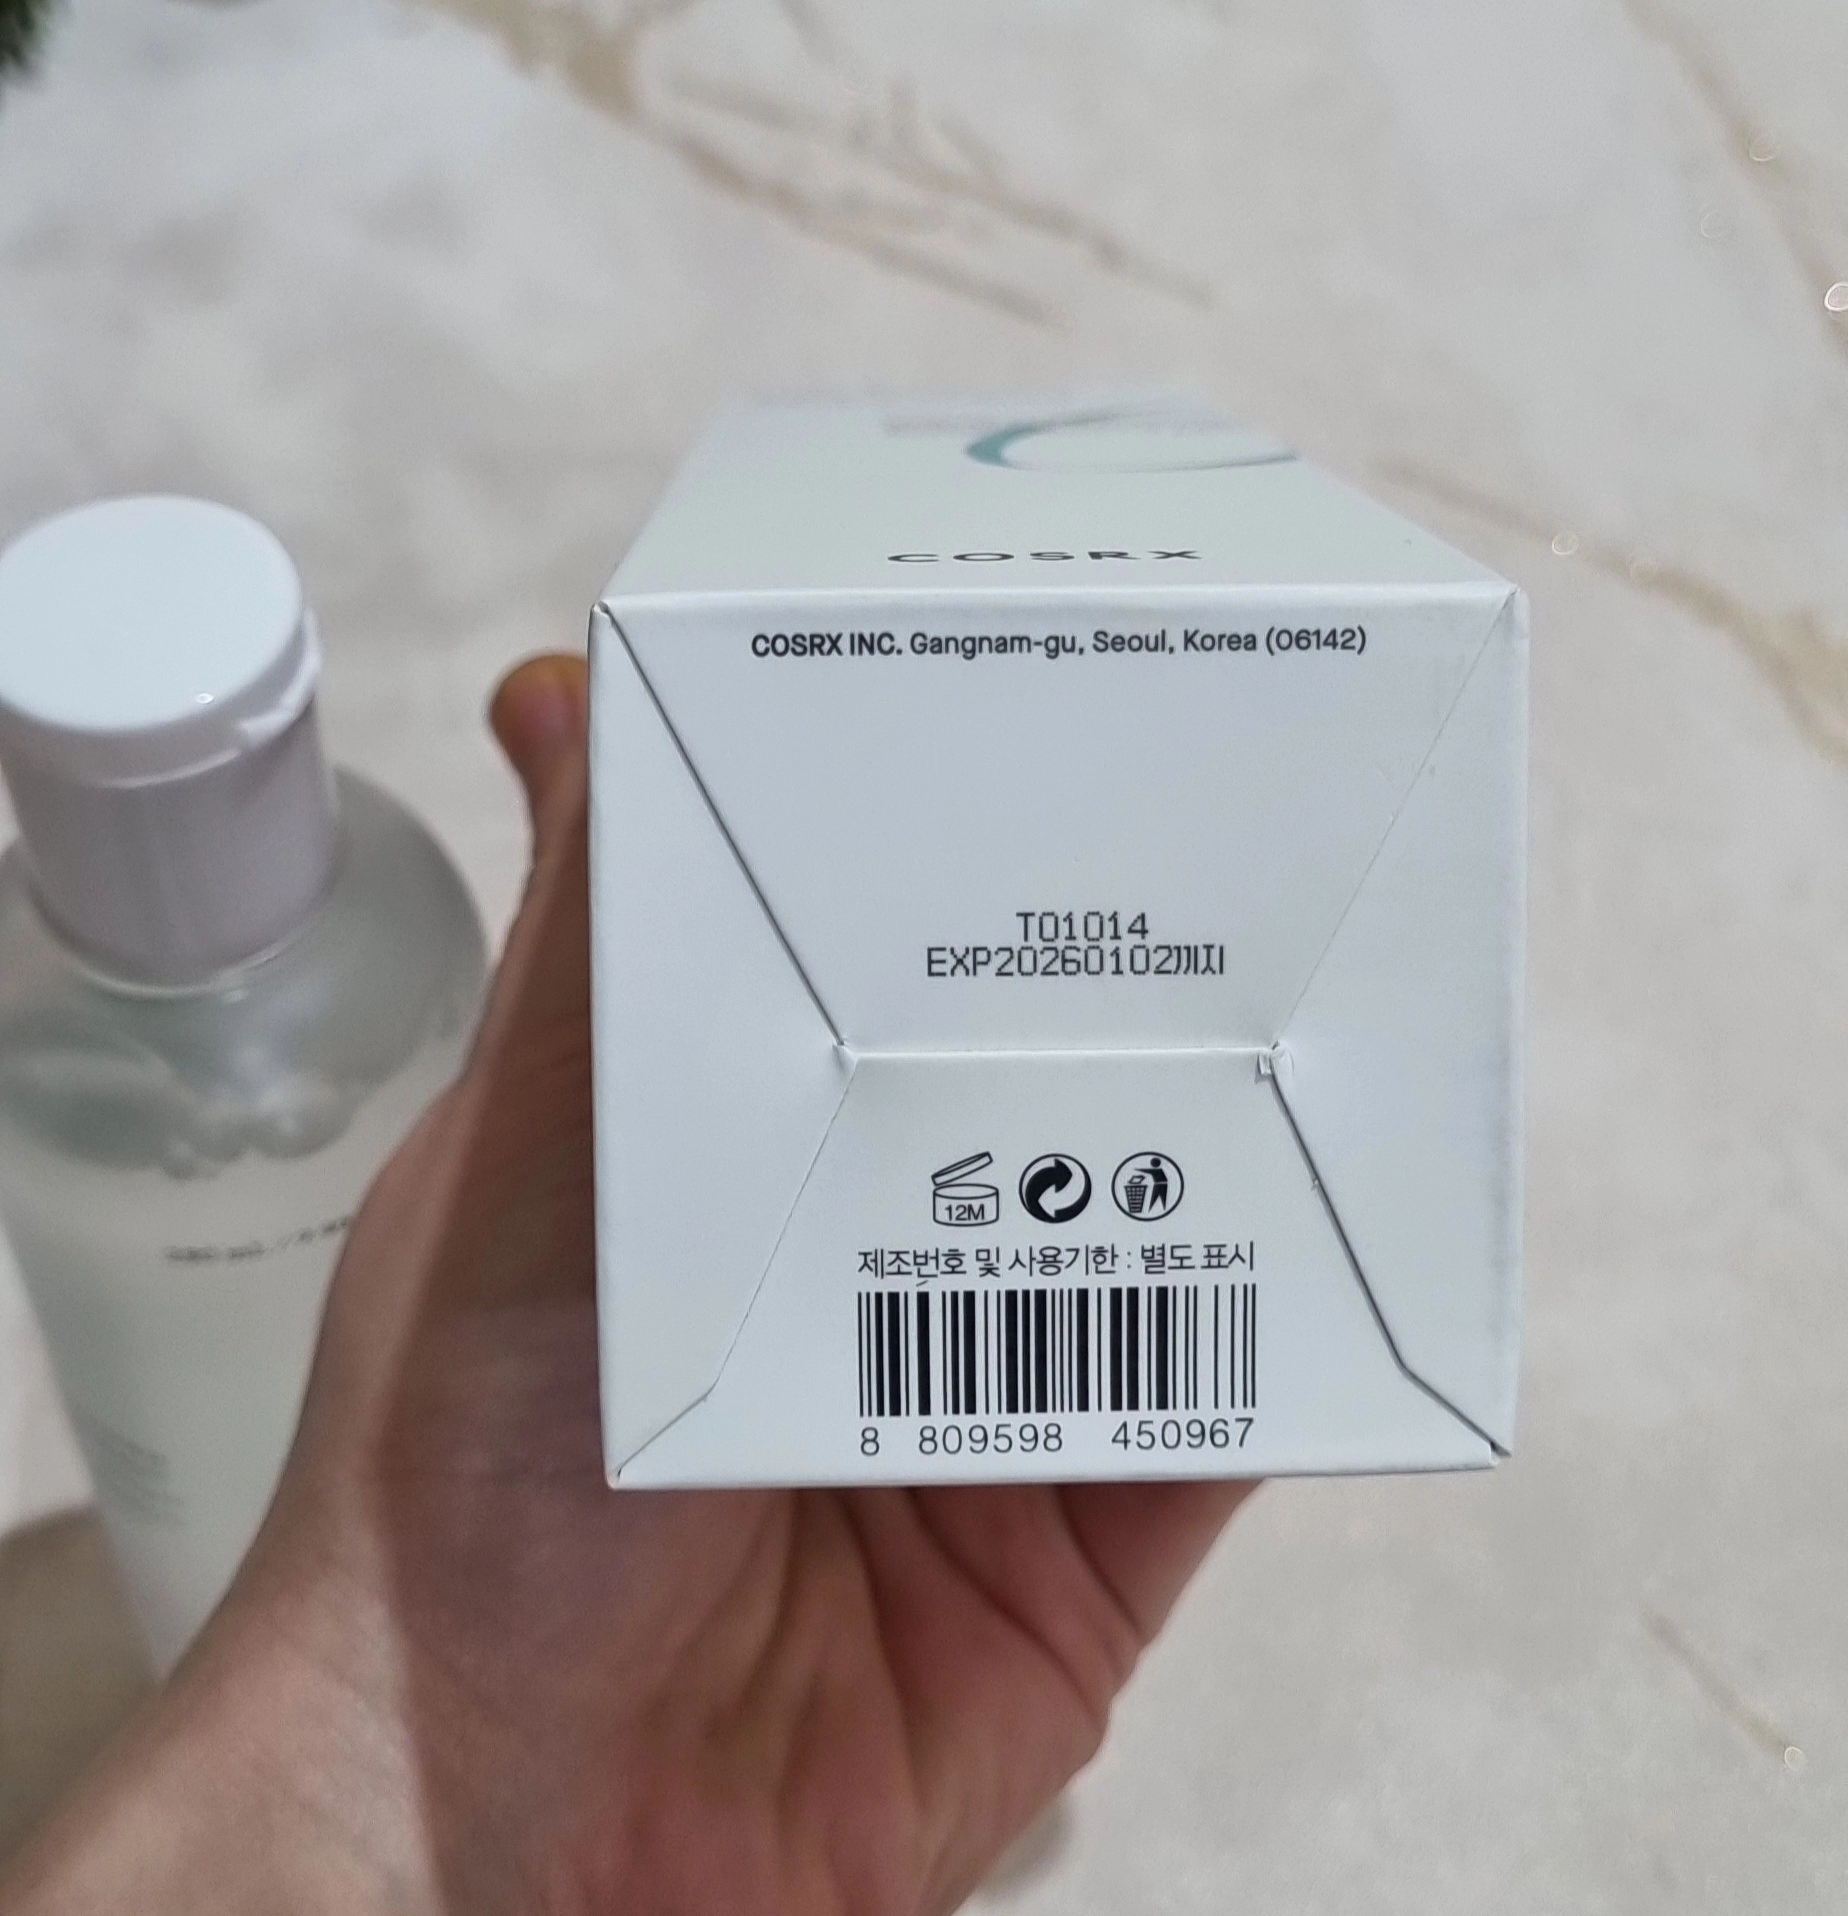 COSRX
COSRX INC. Gangnam-gu, Seoul, Korea (06142)
T01014
EXP20260102까지
12M
제조번호 및 사용기한 : 별도 표시
8 809598 450967